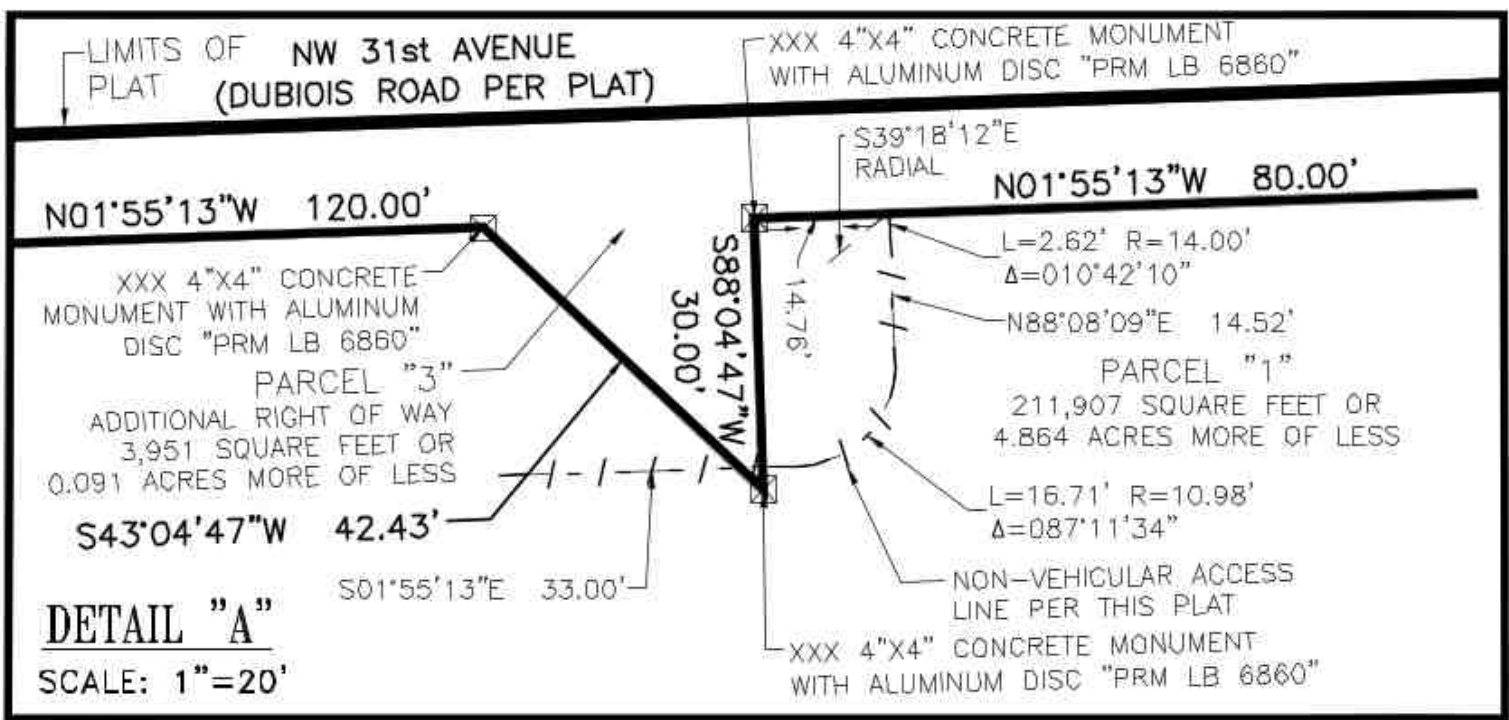 LIMITS OF
PLAT
NW 31st AVENUE
(DUBIOIS ROAD PER PLAT)
XXX 4"X4" CONCRETE MONUMENT
WITH ALUMINUM DISC "PRM LB 6860"
S39°18'12"E
RADIAL
N01°55'13"W 120.00'
N01°55'13"W 80.00'
XXX 4"X4" CONCRETE
MONUMENT WITH ALUMINUM
DISC "PRM LB 6860"
S88°04'47"W
30.00'
14.76'
L=2.62' R=14.00'
Δ=010°42'10"
N88°08'09"E 14.52'
PARCEL "3"
ADDITIONAL RIGHT OF WAY
3,951 SQUARE FEET OR
0.091 ACRES MORE OF LESS
PARCEL "1"
211,907 SQUARE FEET OR
4.864 ACRES MORE OF LESS
S43°04'47"W 42.43'
L=16.71' R=10.98'
Δ=087°11'34"
S01°55'13"E 33.00'
NON-VEHICULAR ACCESS
LINE PER THIS PLAT
DETAIL "A"
SCALE: 1"=20'
XXX 4"X4" CONCRETE MONUMENT
WITH ALUMINUM DISC "PRM LB 6860"